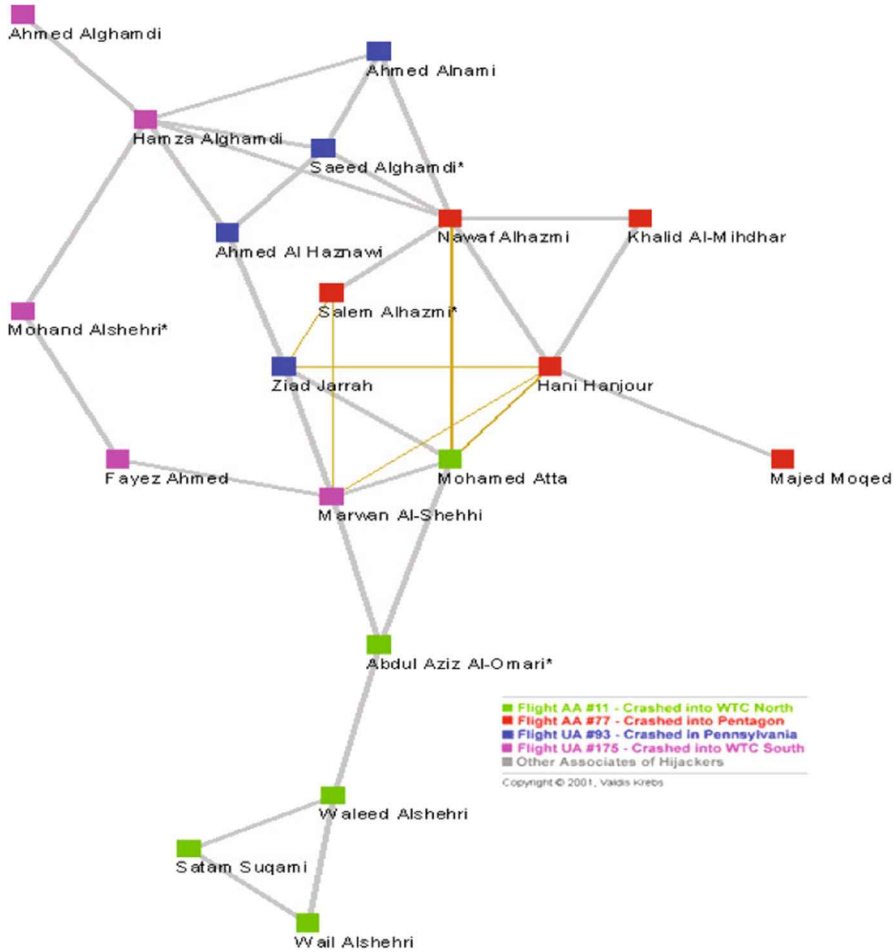 Ahmed Alghamdi
Ahmed Alnami
Hamza Alghamdi
Saeed Alghamdi*
Nawaf Alhazmi
Khalid Al-Mihdhar
Ahmed Al Haznawi
Salem Alhazmi*
Mohand Alshehri*
Ziad Jarrah
Hani Hanjour
Fayez Ahmed
Mohamed Atta
Majed Moqed
Marwan Al-Shehhi
Abdul Aziz Al-Omari*
Flight AA #11 - Crashed into WTC North
Flight AA #77 - Crashed into Pentagon
Flight UA #93 - Crashed in Pennsylvania
Flight UA #175 - Crashed into WTC South
Other Associates of Hijackers
Copyright © 2001, Valdis Krebs
Waleed Alshehri
Satam Suqami
Wail Alshehri